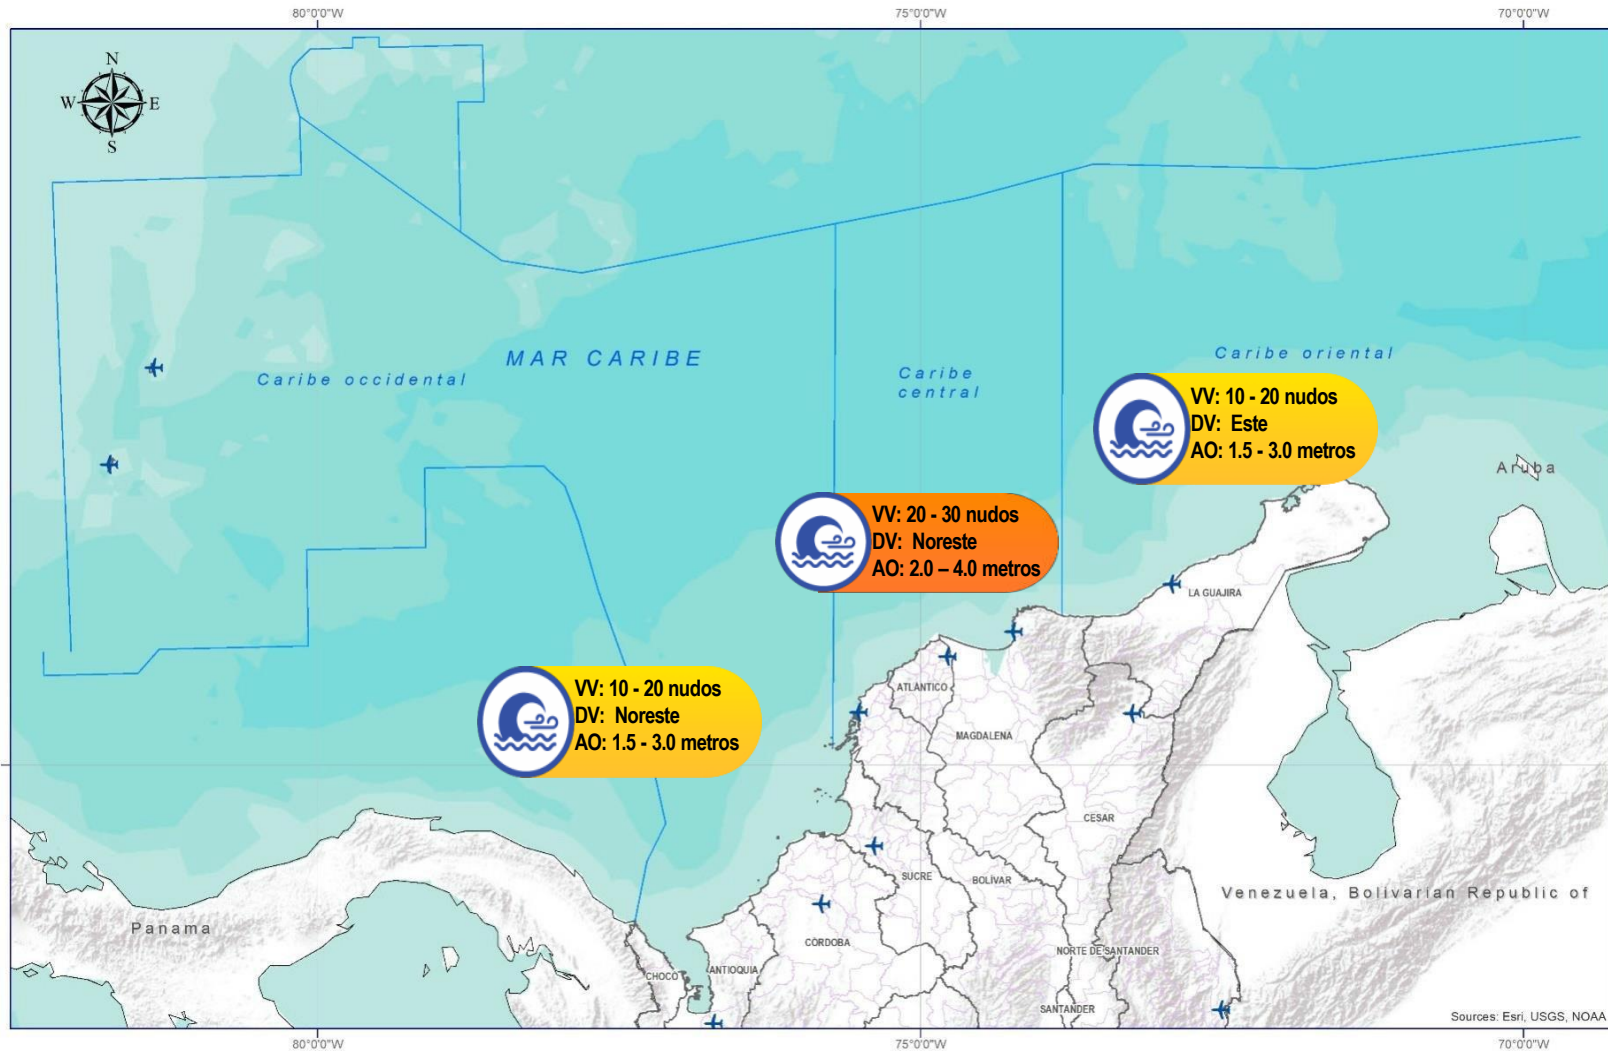 80°0'0"W
75°0'0"W
70°0'0"W
N
W
E
S
MAR CARIBE
Caribe occidental
Caribe
central
Caribe oriental
VV: 10 - 20 nudos
DV: Este
AO: 1.5 - 3.0 metros
Aruba
VV: 20 - 30 nudos
DV: Noreste
AO: 2.0 – 4.0 metros
LA GUAJIRA
VV: 10 - 20 nudos
DV: Noreste
AO: 1.5 - 3.0 metros
ATLÁNTICO
MAGDALENA
CESAR
SUCRE
BOLÍVAR
Venezuela, Bolivarian Republic of
Panama
CÓRDOBA
NORTE DE SANTANDER
CHOCÓ
ANTIOQUIA
SANTANDER
Sources: Esri, USGS, NOAA
80°0'0"W
75°0'0"W
70°0'0"W